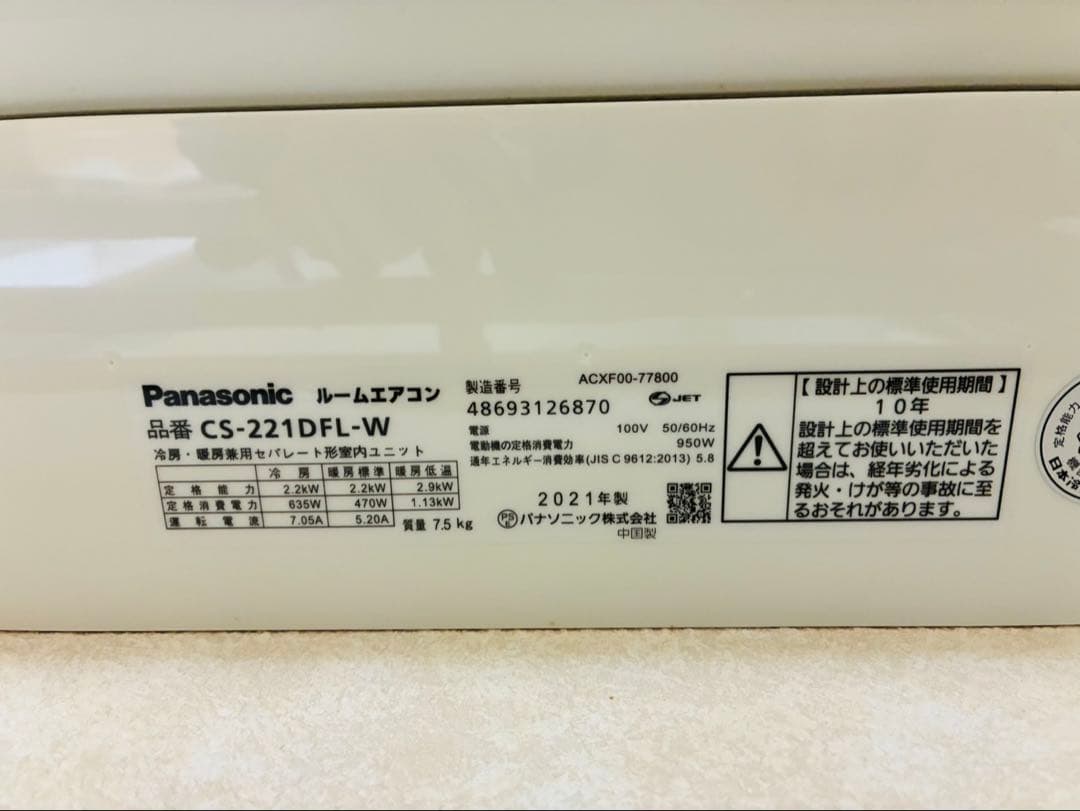 Panasonic ルームエアコン
品番 CS-221DFL-W
冷房・暖房兼用セパレート形室内ユニット
冷房 暖房標準 暖房低温
定格能力 2.2kW 2.2kW 2.9kW
定格消費電力 635W 470W 1.13kW
運転電流 7.05A 5.20A
質量 7.5 kg
製造番号 ACXF00-77800
48693126870 JET
電源 100V 50/60Hz
電動機の定格消費電力 950W
通年エネルギー消費効率(JIS C 9612:2013) 5.8
2021年製
PSE パナソニック株式会社
中国製
【設計上の標準使用期間】
10年
設計上の標準使用期間を
超えてお使いいただいた
場合は、経年劣化による
発火・けが等の事故に至
るおそれがあります。
定格能力